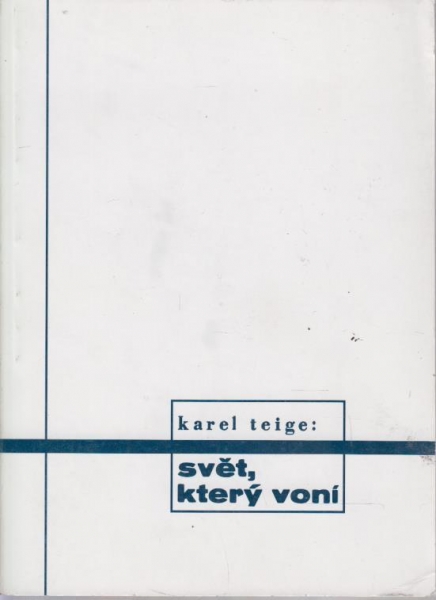 karel teige:
svět,
který voní